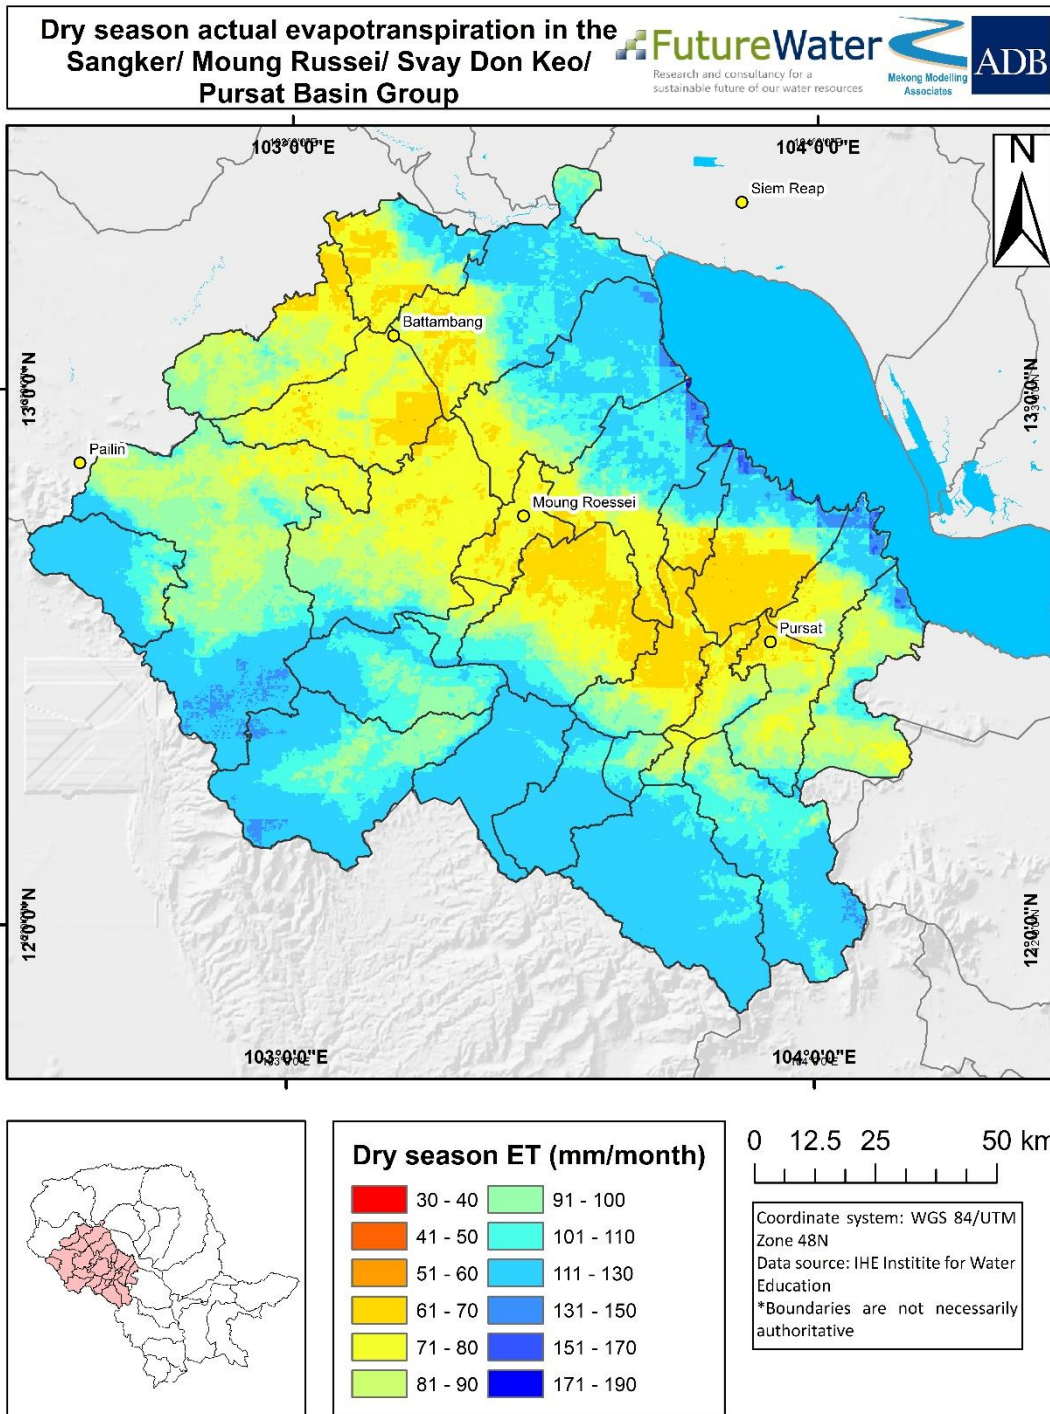 Dry season actual evapotranspiration in the
Sangker/ Moung Russei/ Svay Don Keo/
Pursat Basin Group
FutureWater
Research and consultancy for a
sustainable future of our water resources
Mekong Modelling
Associates
ADB
103°0'0"E
104°0'0"E
N
Siem Reap
Battambang
13°0'0"N
13°0'0"N
Pailin
Moung Roessei
Pursat
12°0'0"N
12°0'0"N
103°0'0"E
104°0'0"E
Dry season ET (mm/month)
30 - 40
41 - 50
51 - 60
61 - 70
71 - 80
81 - 90
91 - 100
101 - 110
111 - 130
131 - 150
151 - 170
171 - 190
0 12.5 25 50 km
Coordinate system: WGS 84/UTM
Zone 48N
Data source: IHE Institite for Water
Education
*Boundaries are not necessarily
authoritative